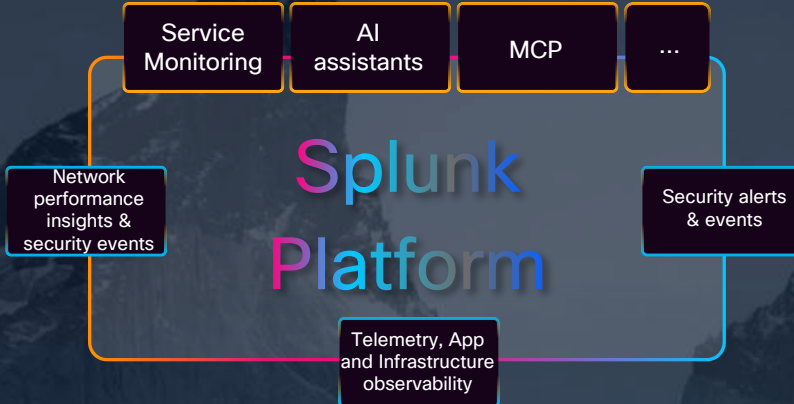 Service
Monitoring
AI
assistants
MCP
...
Splunk
Platform
Network
performance
insights &
security events
Security alerts
& events
Telemetry, App
and Infrastructure
observability